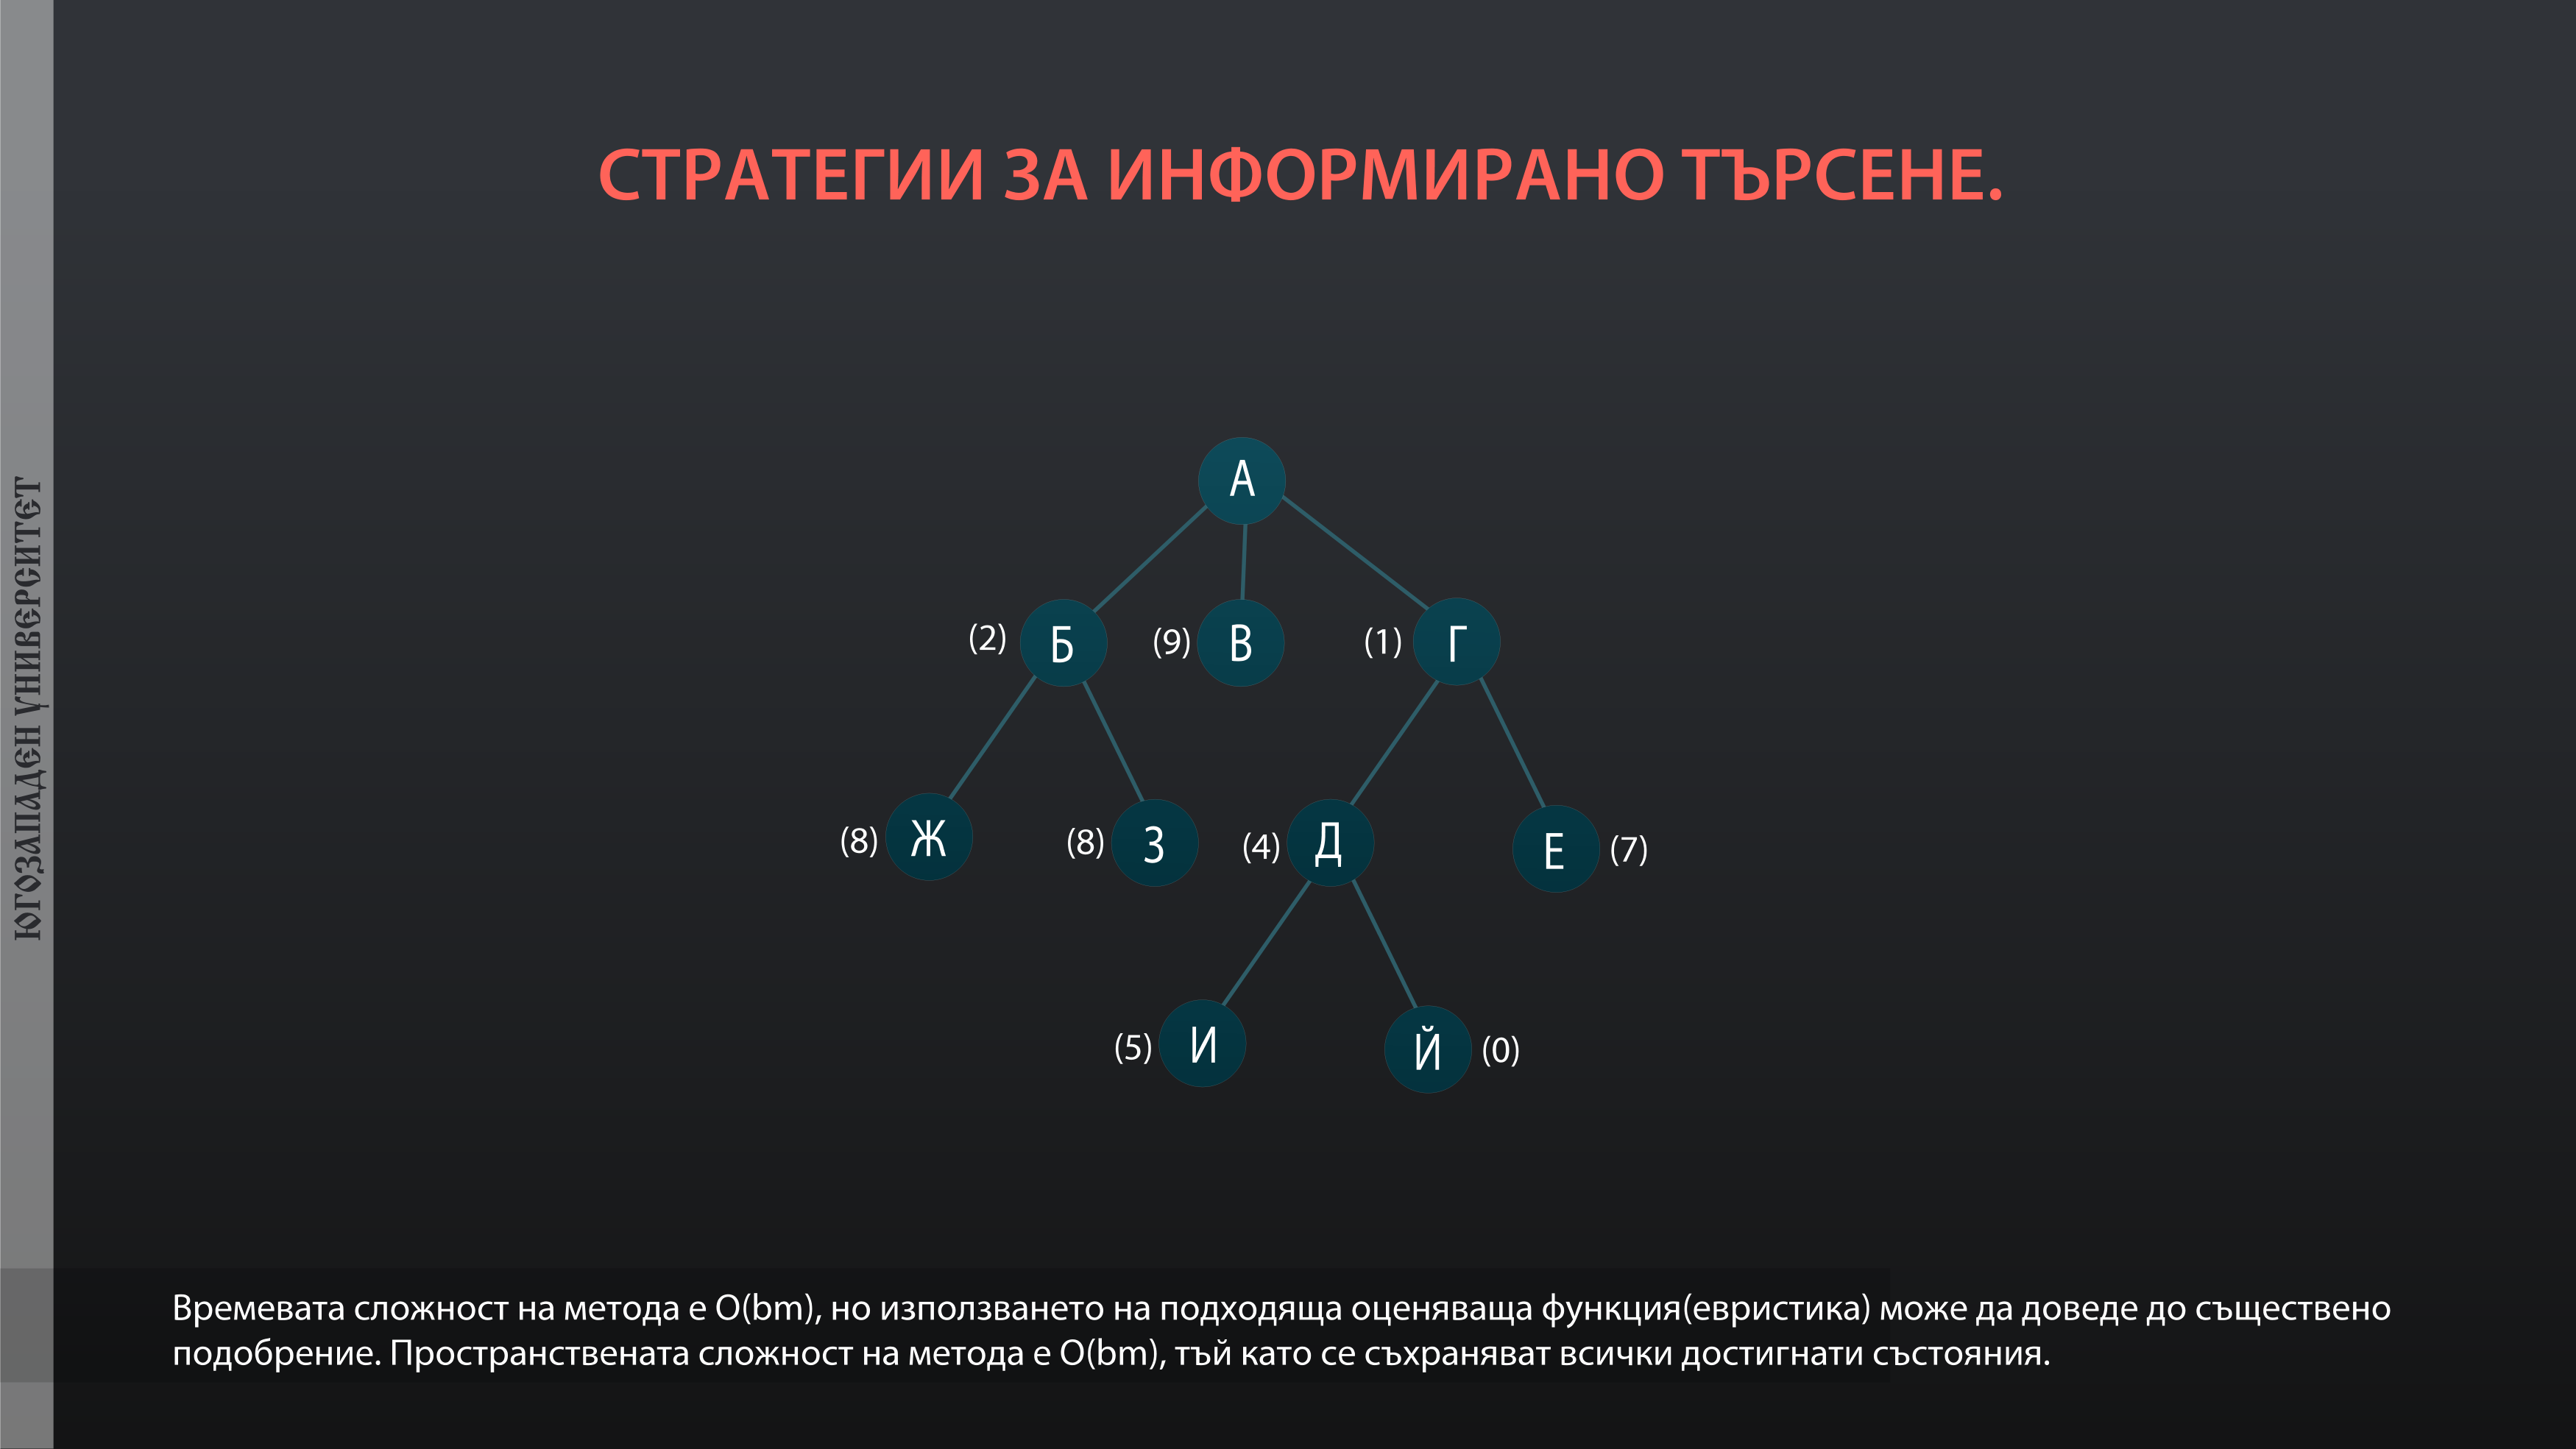 СТРАТЕГИИ ЗА ИНФОРМИРАНО ТЪРСЕНЕ.
ЮГОЗАПАДЕН УНИВЕРСИТЕТ
А
(2) Б (9) В (1) Г
(8) Ж (8) З (4) Д Е (7)
(5) И Й (0)
Времевата сложност на метода е O(bm), но използването на подходяща оценяваща функция(евристика) може да доведе до съществено
подобрение. Пространствената сложност на метода е O(bm), тъй като се съхраняват всички достигнати състояния.